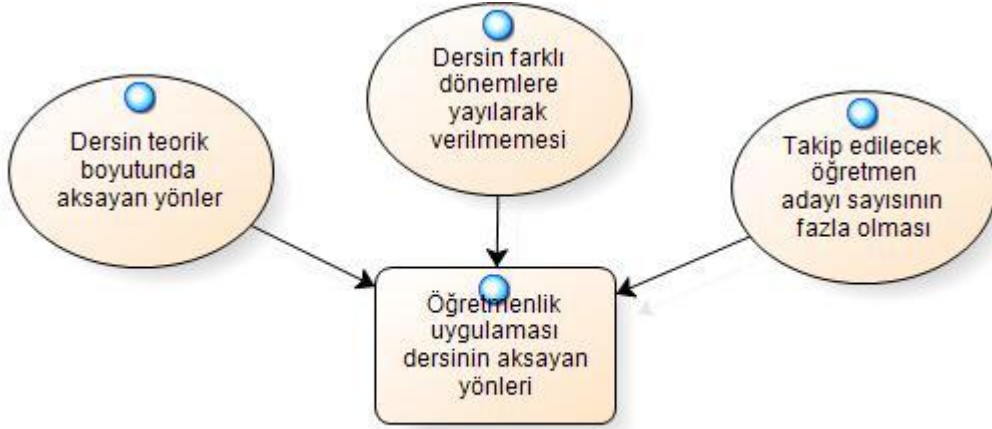 Dersin teorik
boyutunda
aksayan yönler
Dersin farklı
dönemlere
yayılarak
verilmemesi
Takip edilecek
öğretmen
adayı sayısının
fazla olması
Öğretmenlik
uygulaması
dersinin aksayan
yönleri